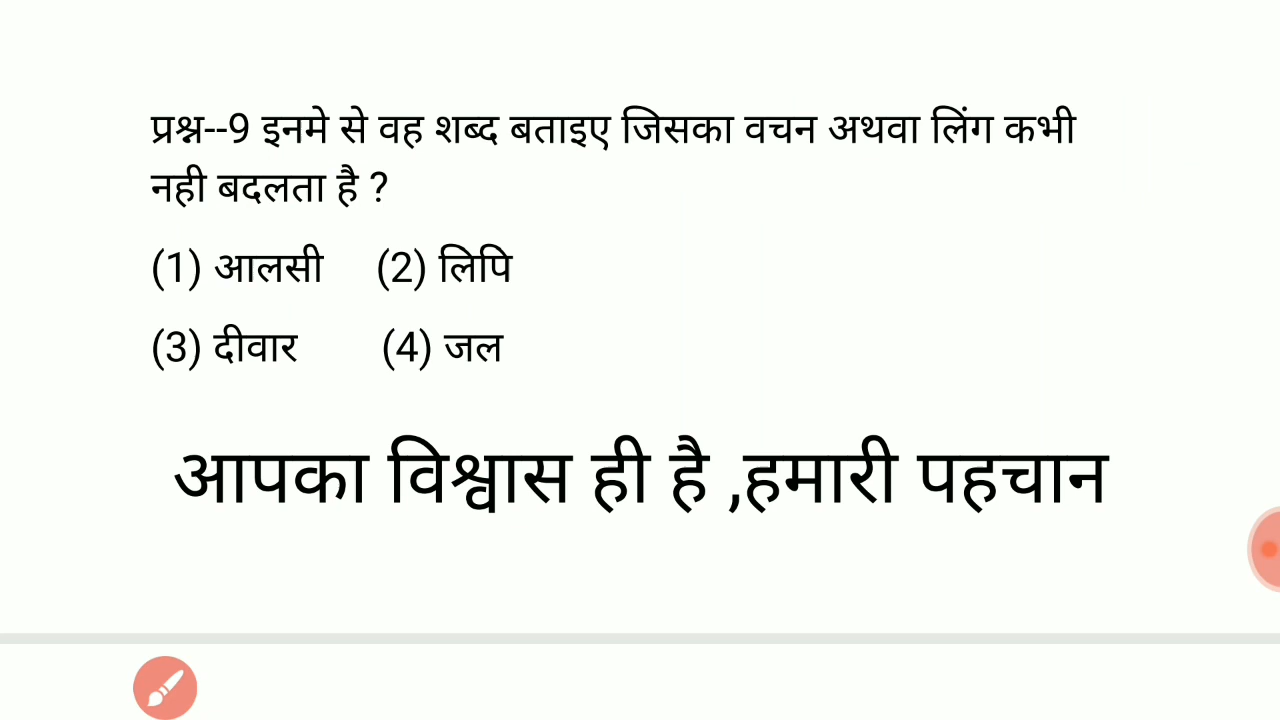 प्रश्न--9 इनमे से वह शब्द बताइए जिसका वचन अथवा लिंग कभी
नही बदलता है ?
(1) आलसी (2) लिपि
(3) दीवार (4) जल
आपका विश्वास ही है ,हमारी पहचान